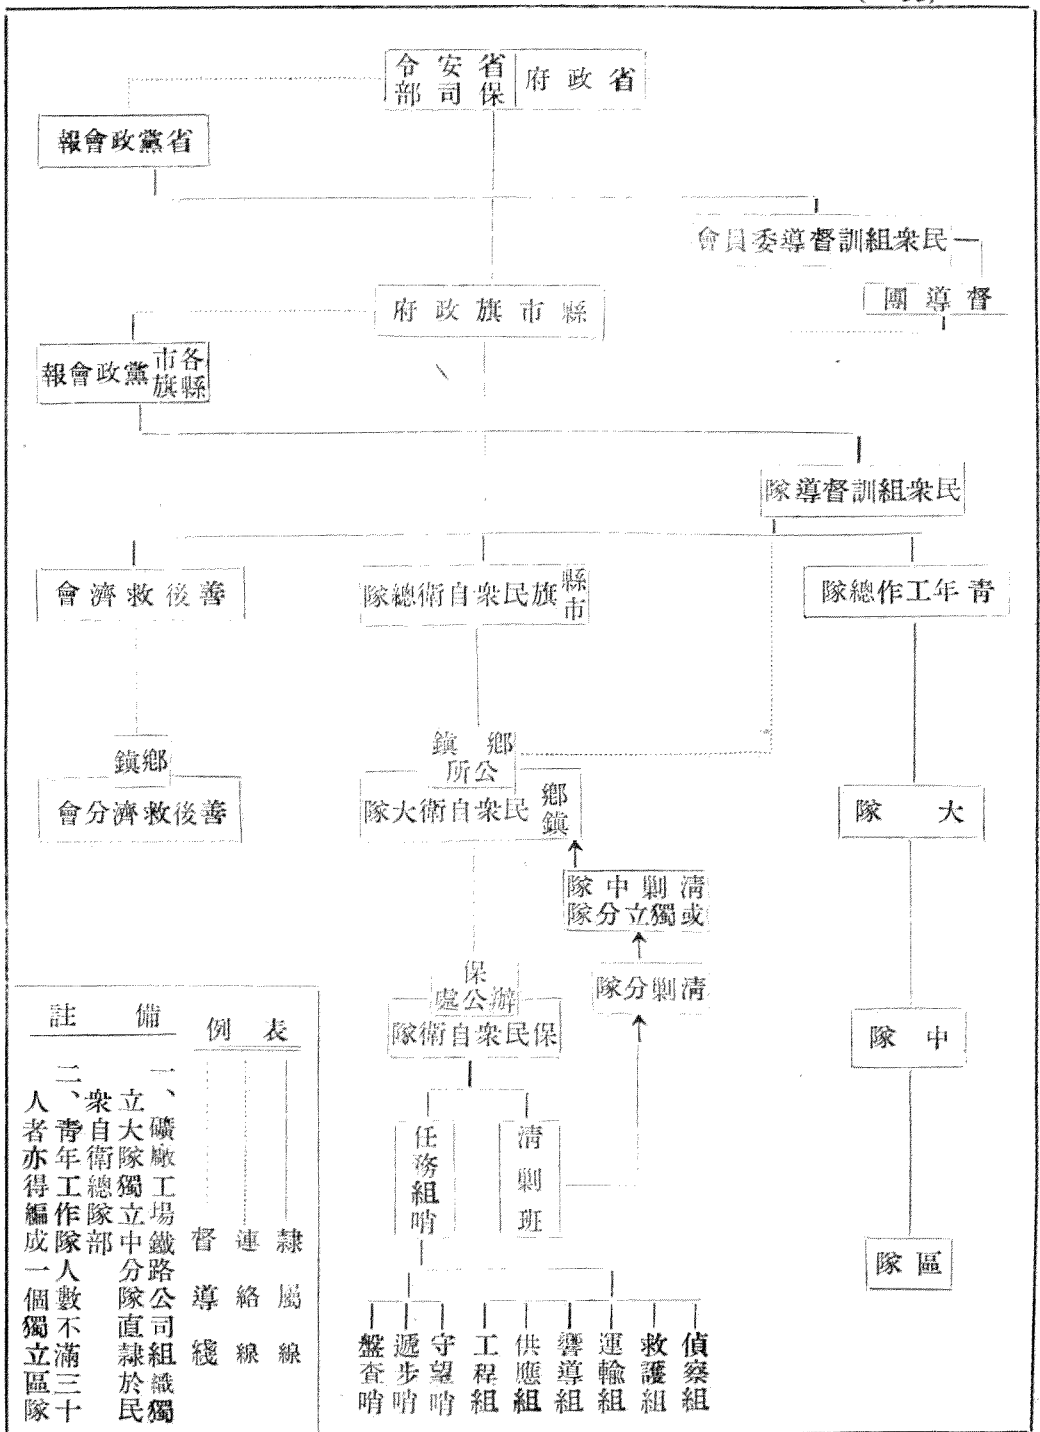 省政府
省保安司令部
省黨政會報
民衆組訓督導委員會
督導團
縣市旗政府
各縣市旗黨政會報
民衆組訓督導隊
善後救濟會
縣市旗民衆自衛總隊
青年工作總隊
鄉鎮
善後救濟分會
鄉鎮公所
鄉鎮民衆自衛大隊
大隊
清剿中隊
或獨立分隊
清剿分隊
保辦公處
保民衆自衛隊
中隊
任務組哨
清剿班
區隊
偵察組
救護組
運輸組
響導組
供應組
工程組
守望哨
遞步哨
盤查哨
表例
隸屬線
連絡線
督導綫
備註
一、礦廠工場鐵路公司組織獨
立大隊獨立中分隊直隸於民
衆自衛總隊部
二、青年工作隊人數不滿三十
人者亦得編成一個獨立區隊